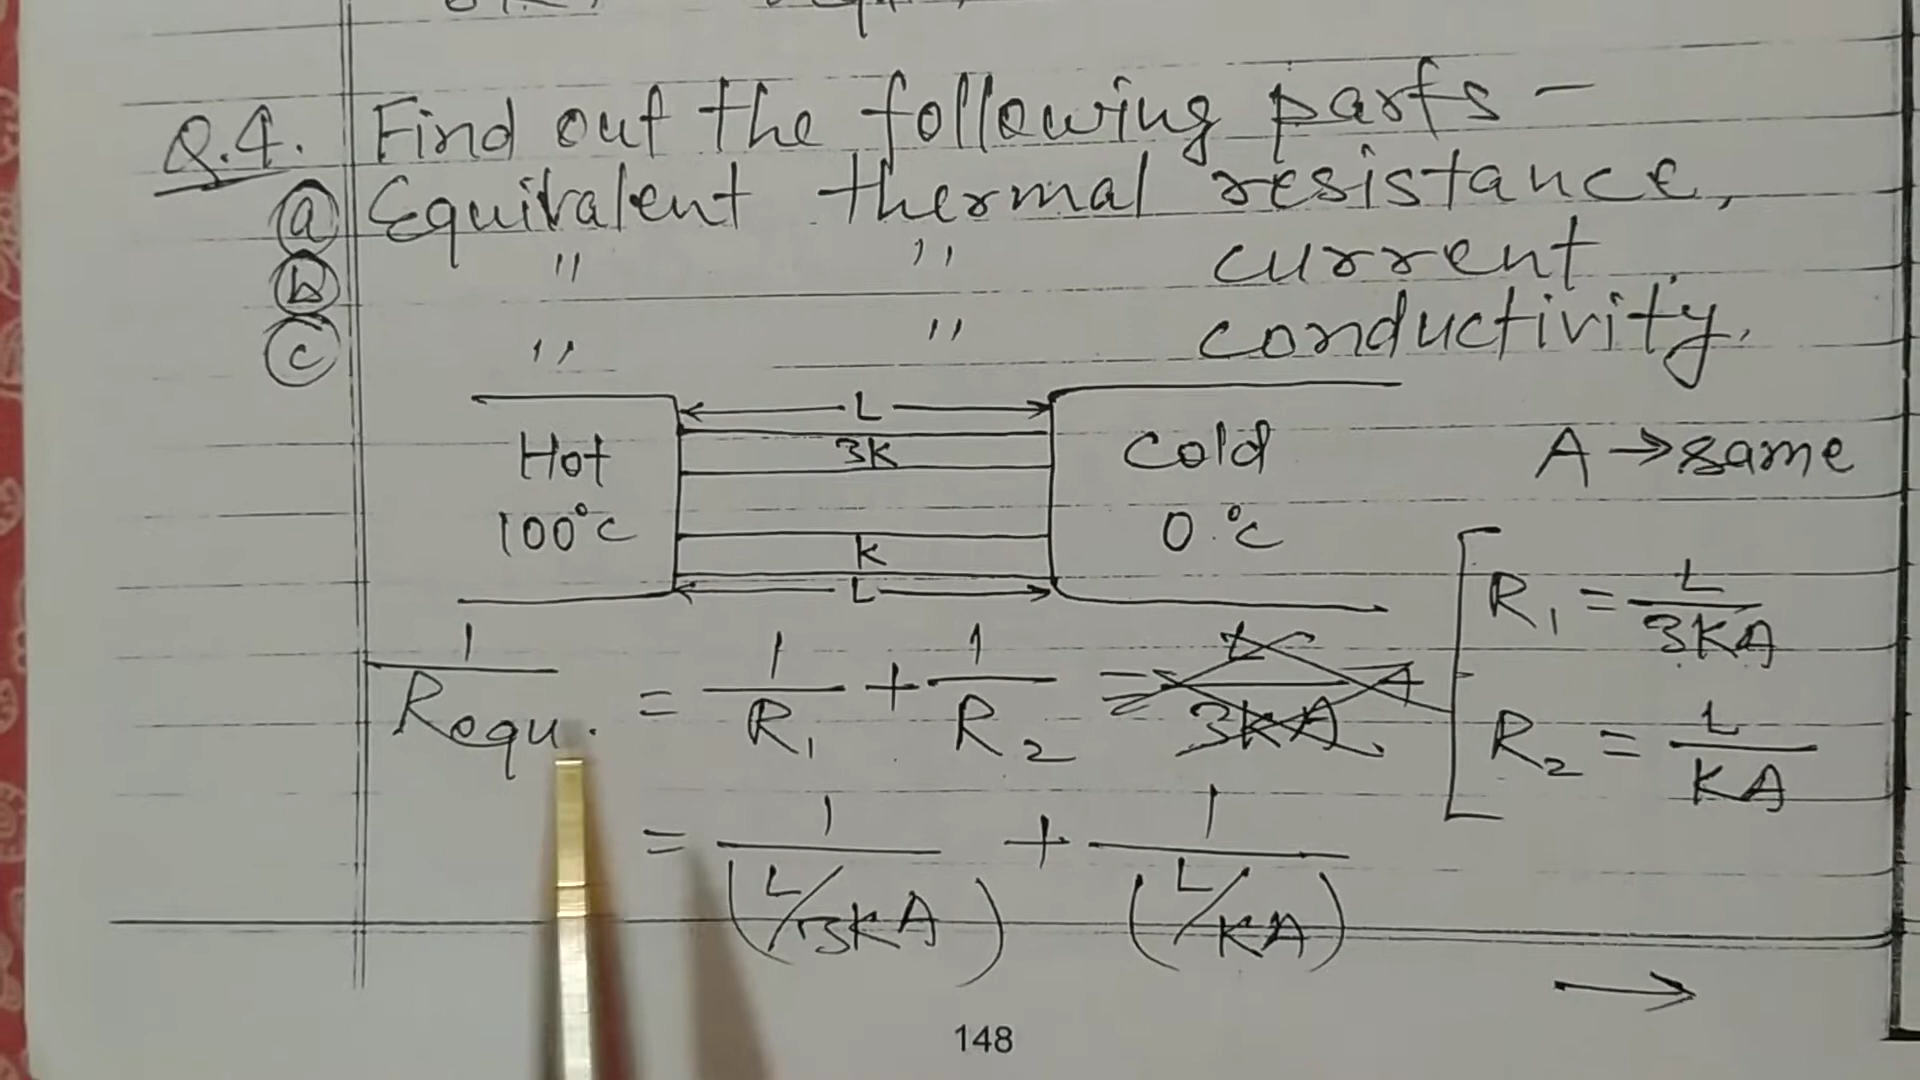 Q.4. Find out the following parts -
(a) Equivalent thermal resistance,
(b) " " current
(c) " " conductivity.
L
3K
Hot
Cold
A → same
100°C
0°C
K
L
R₁ = L/3KA
1/Requ. = 1/R₁ + 1/R₂ =
R₂ = L/KA
= 1/(L/3KA) + 1/(L/KA)
→
148